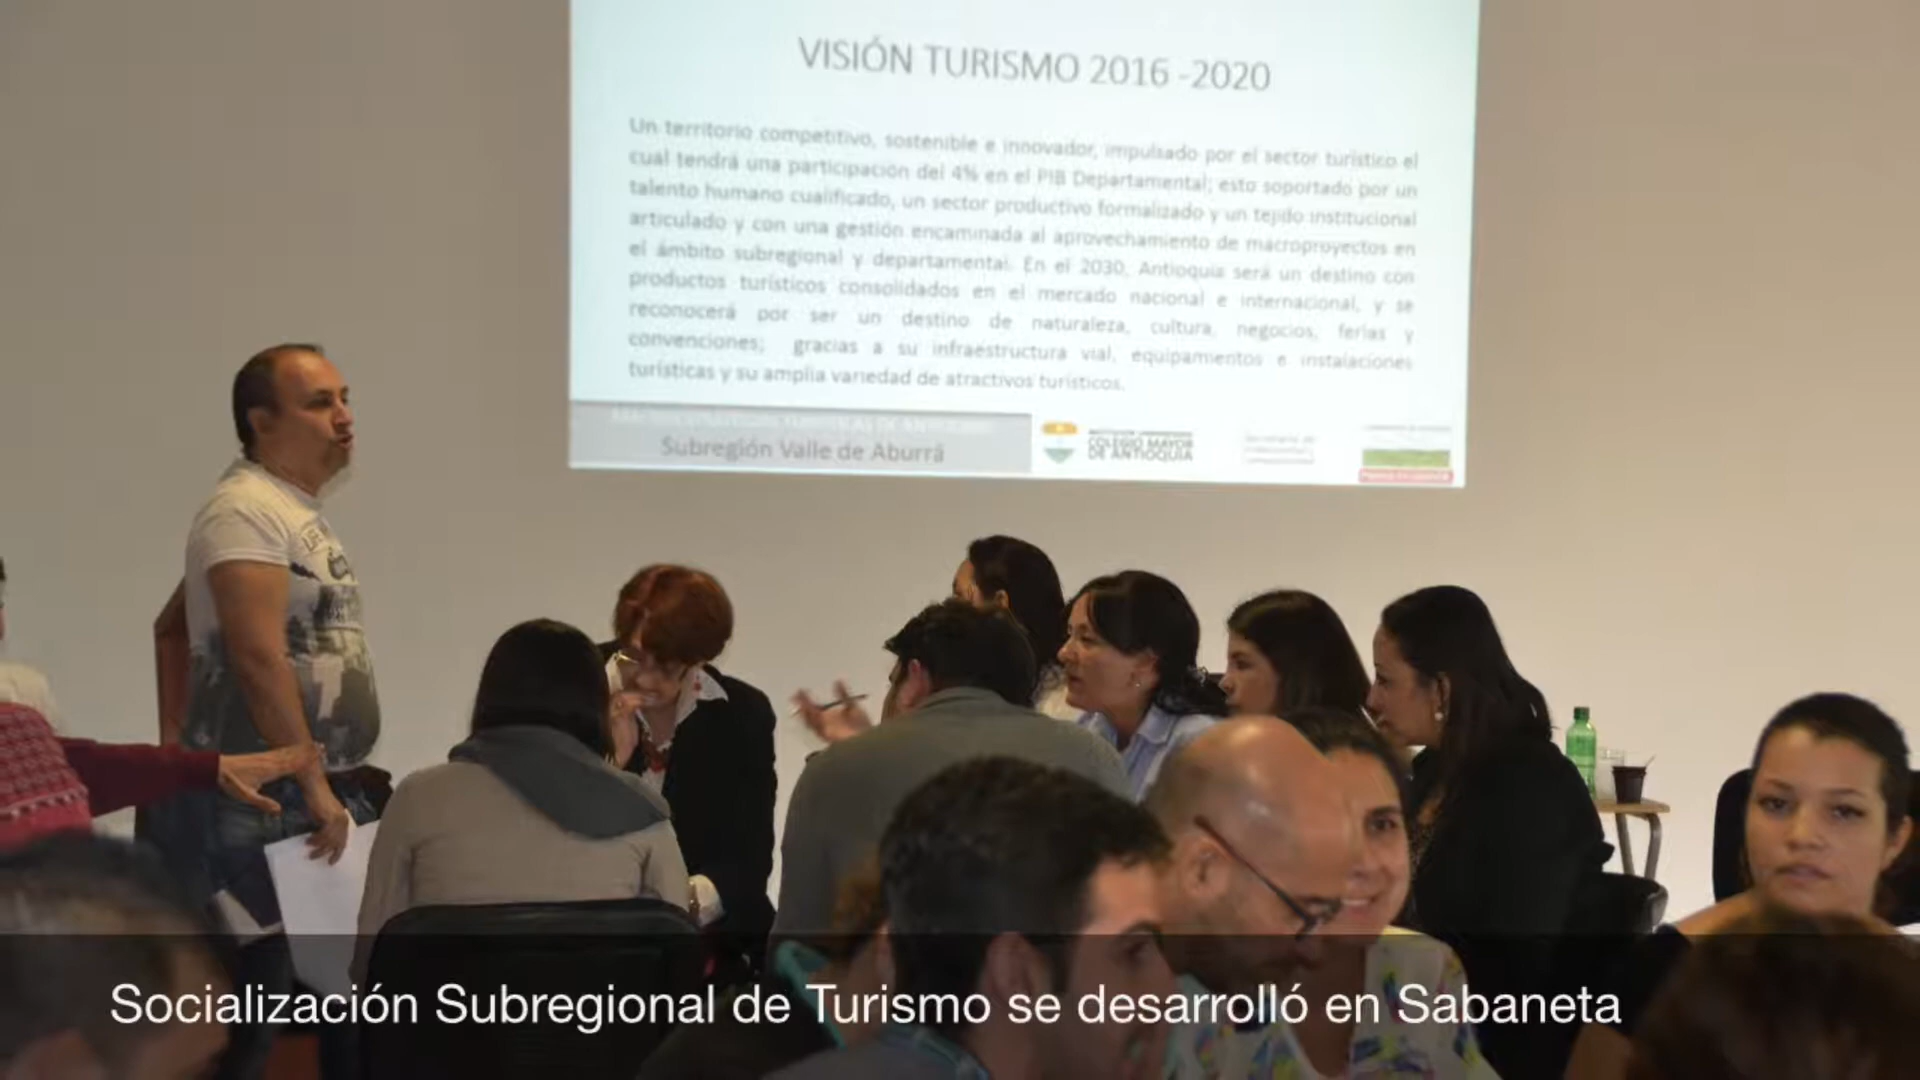 VISIÓN TURISMO 2016 -2020
Un territorio competitivo, sostenible e innovador, impulsado por el sector turístico el
cual tendrá una participación del 4% en el PIB Departamental; esto soportado por un
talento humano cualificado, un sector productivo formalizado y un tejido institucional
articulado y con una gestión encaminada al aprovechamiento de macroproyectos en
el ámbito subregional y departamental. En el 2030, Antioquia será un destino con
productos turísticos consolidados en el mercado nacional e internacional, y se
reconocerá por ser un destino de naturaleza, cultura, negocios, ferias y
convenciones; gracias a su infraestructura vial, equipamientos e instalaciones
turísticas y su amplia variedad de atractivos turísticos.
Subregión Valle de Aburrá
COLEGIO MAYOR
DE ANTIOQUIA
LIFE
Socialización Subregional de Turismo se desarrolló en Sabaneta